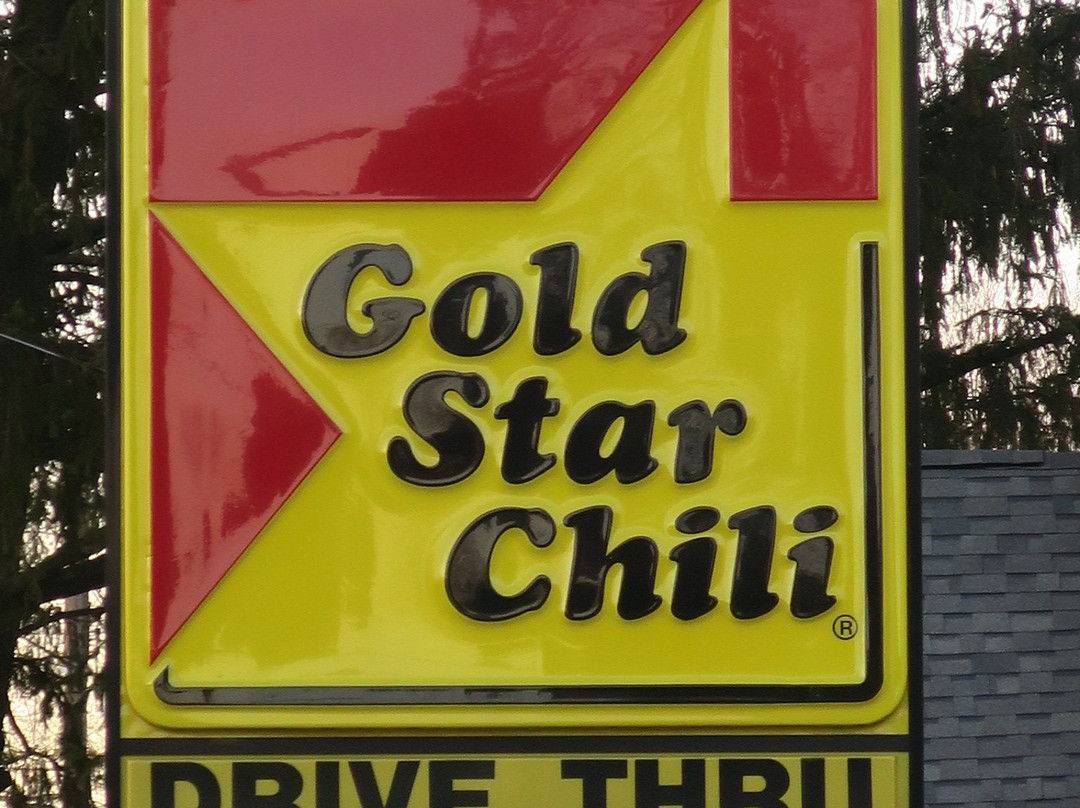 Gold
Star
Chili®
DRIVE THRU